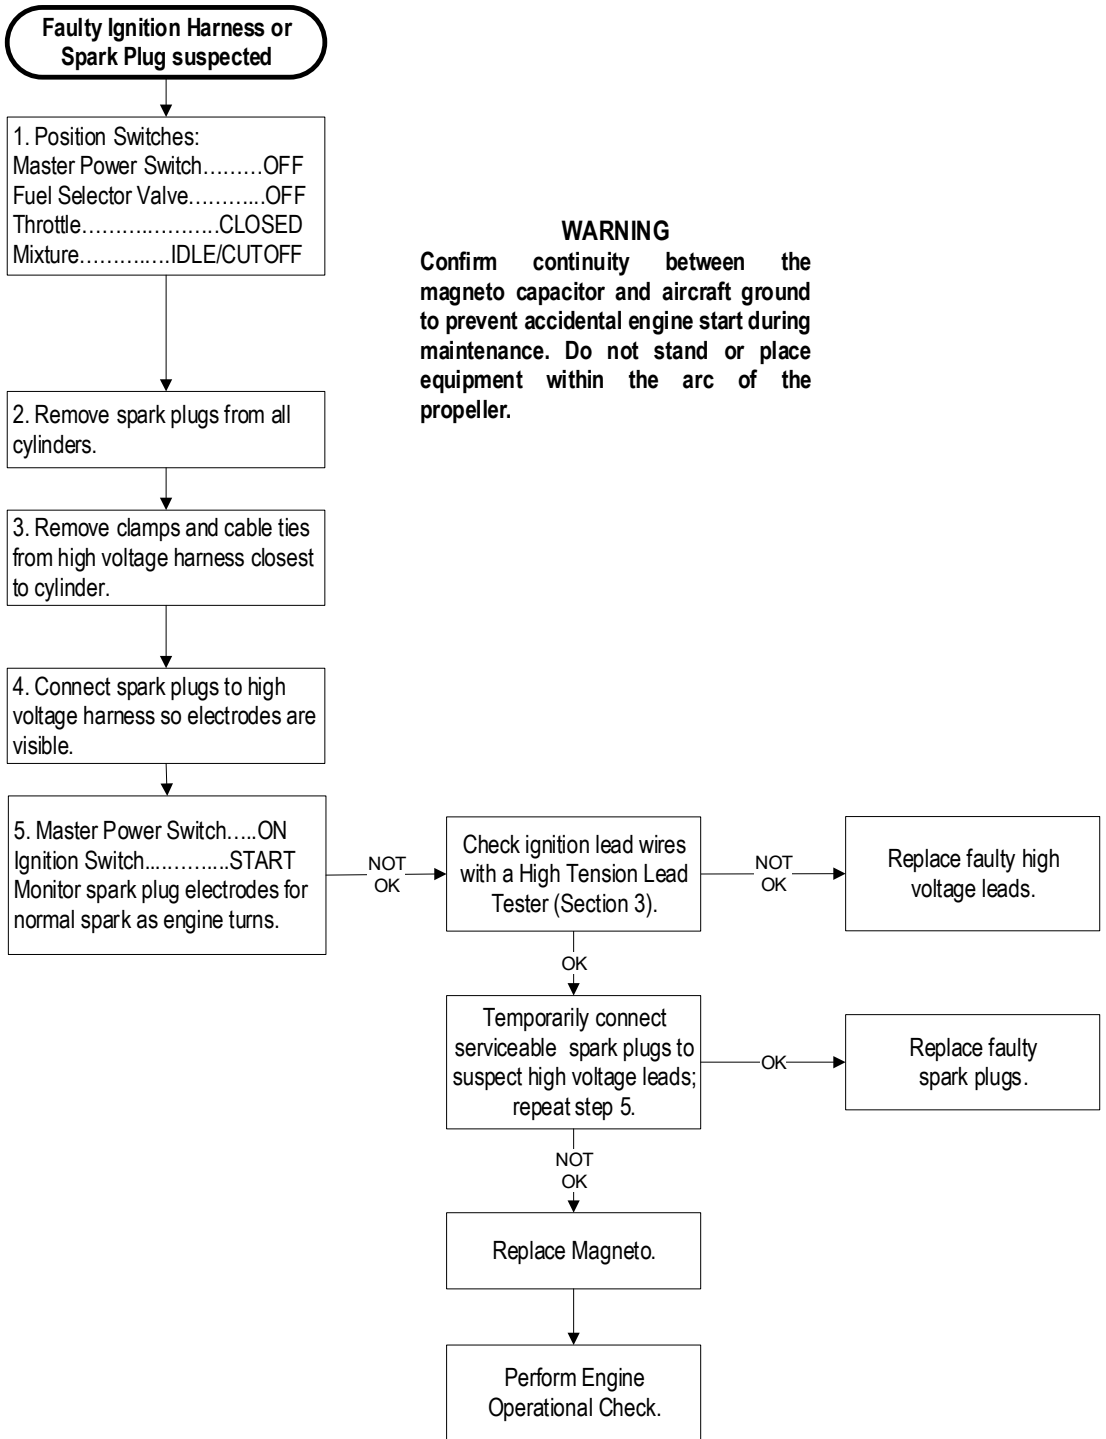 Faulty Ignition Harness or
Spark Plug suspected
1. Position Switches:
Master Power Switch.........OFF
Fuel Selector Valve............OFF
Throttle......................CLOSED
Mixture..............IDLE/CUTOFF
WARNING
Confirm continuity between the
magneto capacitor and aircraft ground
to prevent accidental engine start during
maintenance. Do not stand or place
equipment within the arc of the
propeller.
2. Remove spark plugs from all
cylinders.
3. Remove clamps and cable ties
from high voltage harness closest
to cylinder.
4. Connect spark plugs to high
voltage harness so electrodes are
visible.
5. Master Power Switch.....ON
Ignition Switch............START
Monitor spark plug electrodes for
normal spark as engine turns.
NOT
OK
Check ignition lead wires
with a High Tension Lead
Tester (Section 3).
NOT
OK
Replace faulty high
voltage leads.
OK
Temporarily connect
serviceable spark plugs to
suspect high voltage leads;
repeat step 5.
OK
Replace faulty
spark plugs.
NOT
OK
Replace Magneto.
Perform Engine
Operational Check.